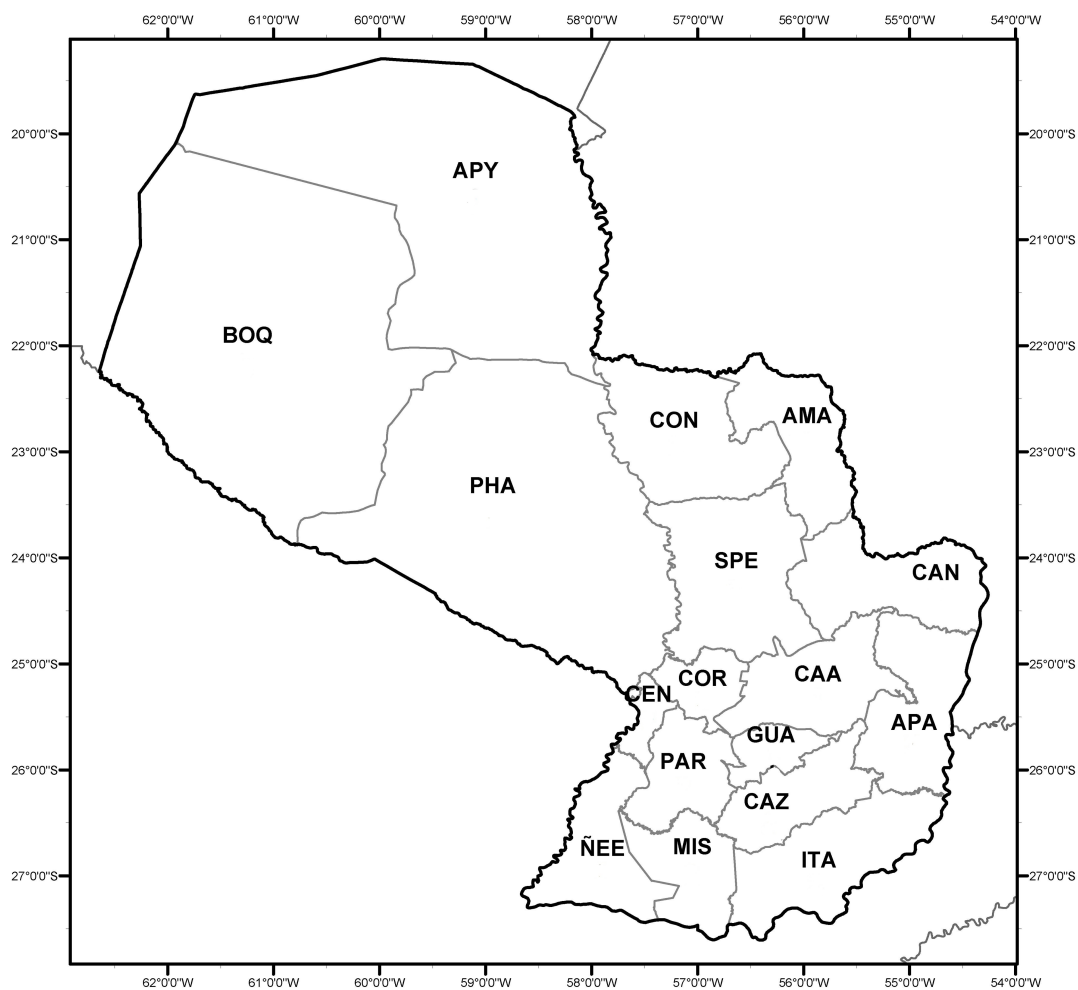 62°0'0"W 61°0'0"W 60°0'0"W 59°0'0"W 58°0'0"W 57°0'0"W 56°0'0"W 55°0'0"W 54°0'0"W
20°0'0"S 20°0'0"S
APY
21°0'0"S 21°0'0"S
BOQ
22°0'0"S 22°0'0"S
CON AMA
23°0'0"S 23°0'0"S
PHA
24°0'0"S 24°0'0"S
SPE CAN
25°0'0"S 25°0'0"S
COR CAA
CEN
GUA APA
26°0'0"S 26°0'0"S
PAR
CAZ
ÑEE MIS ITA
27°0'0"S 27°0'0"S
62°0'0"W 61°0'0"W 60°0'0"W 59°0'0"W 58°0'0"W 57°0'0"W 56°0'0"W 55°0'0"W 54°0'0"W